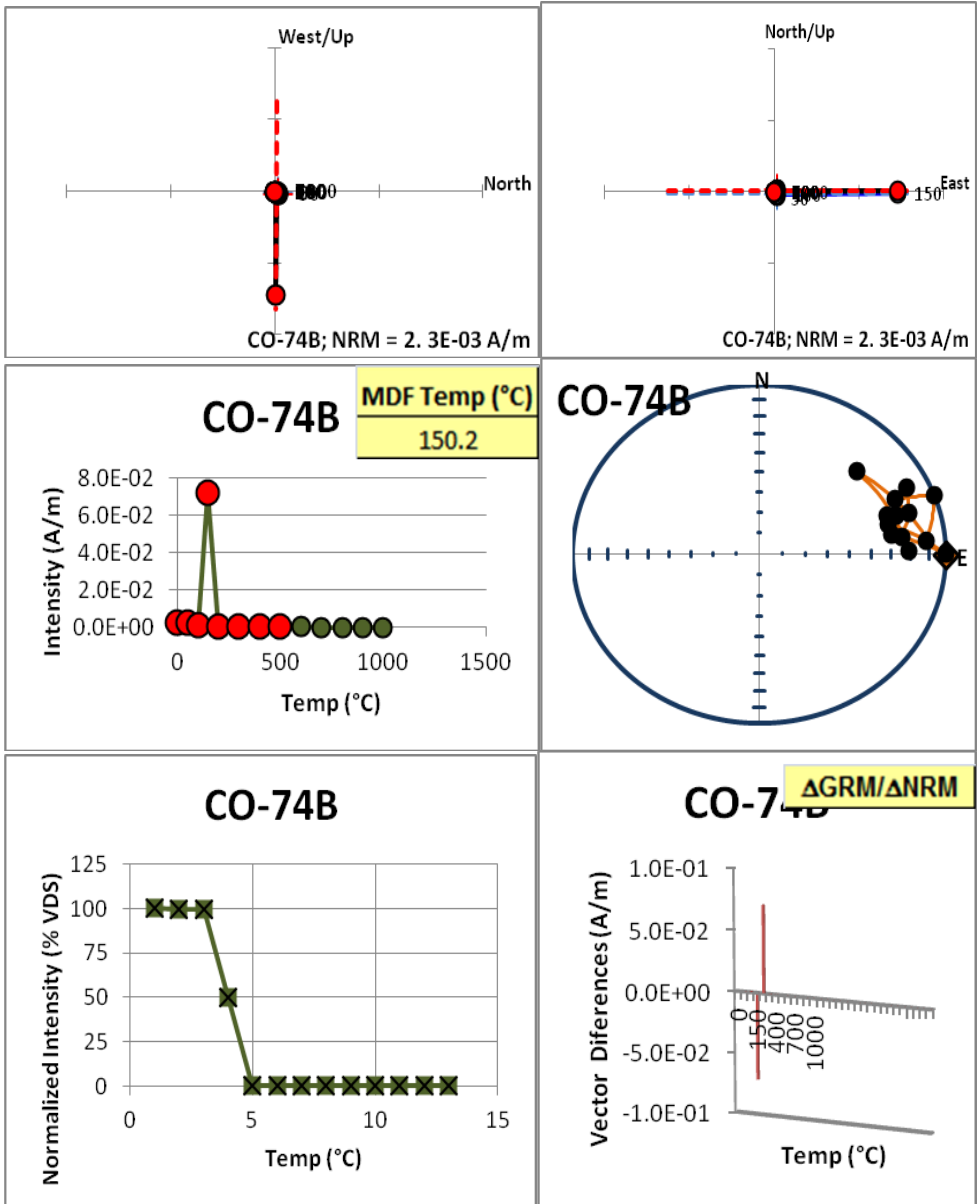 West/Up
North
CO-74B; NRM = 2. 3E-03 A/m
North/Up
East
150
CO-74B; NRM = 2. 3E-03 A/m
CO-74B
MDF Temp (°C)
150.2
Intensity (A/m)
8.0E-02
6.0E-02
4.0E-02
2.0E-02
0.0E+00
0 500 1000 1500
Temp (°C)
CO-74B
N
E
CO-74B
Normalized Intensity (% VDS)
125
100
75
50
25
0
0 5 10 15
Temp (°C)
CO-74B
ΔGRM/ΔNRM
Vector Diferences (A/m)
1.0E-01
5.0E-02
0.0E+00
-5.0E-02
-1.0E-01
0
150
400
700
1000
Temp (°C)